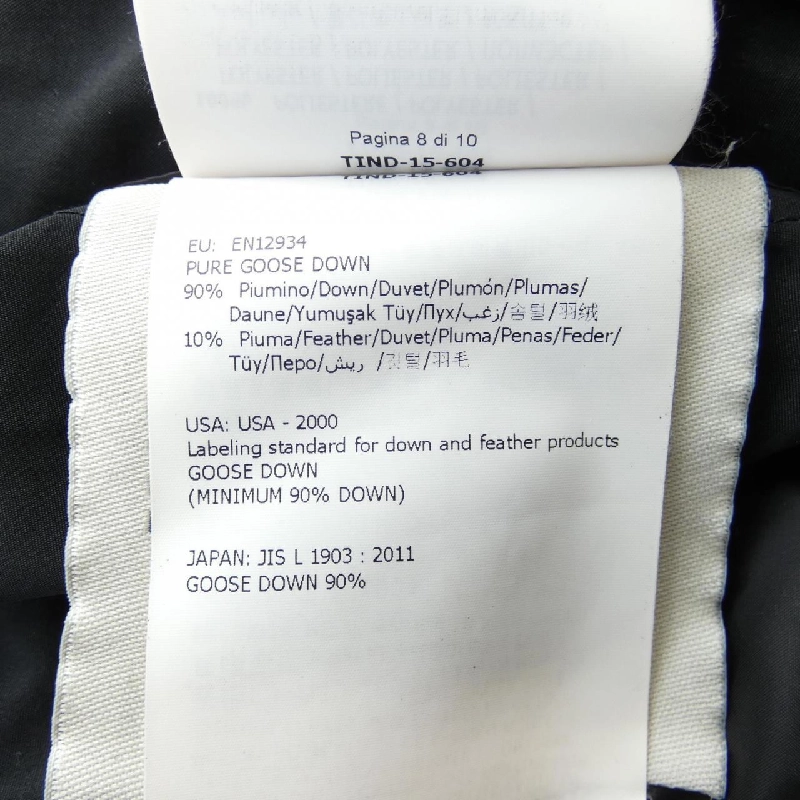 Pagina 8 di 10
TIND-15-604
TIND-15-604
EU: EN12934
PURE GOOSE DOWN
90% Piumino/Down/Duvet/Plumón/Plumas/
Daune/Yumuşak Tüy/Пух/زغب/솜털/羽绒
10% Piuma/Feather/Duvet/Pluma/Penas/Feder/
Tüy/Перо/ريش /깃털/羽毛
USA: USA - 2000
Labeling standard for down and feather products
GOOSE DOWN
(MINIMUM 90% DOWN)
JAPAN: JIS L 1903 : 2011
GOOSE DOWN 90%